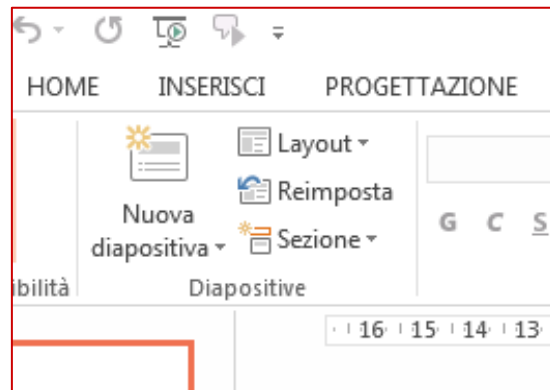 HOME INSERISCI PROGETTAZIONE
Layout
Reimposta
Nuova
diapositiva
Sezione
G C S
ibilità
Diapositive
16 15 14 13